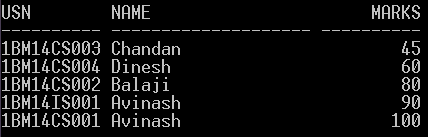 USN NAME MARKS
---------- -------------------- ----------
1BM14CS003 Chandan 45
1BM14CS004 Dinesh 60
1BM14CS002 Balaji 80
1BM14IS001 Avinash 90
1BM14CS001 Avinash 100